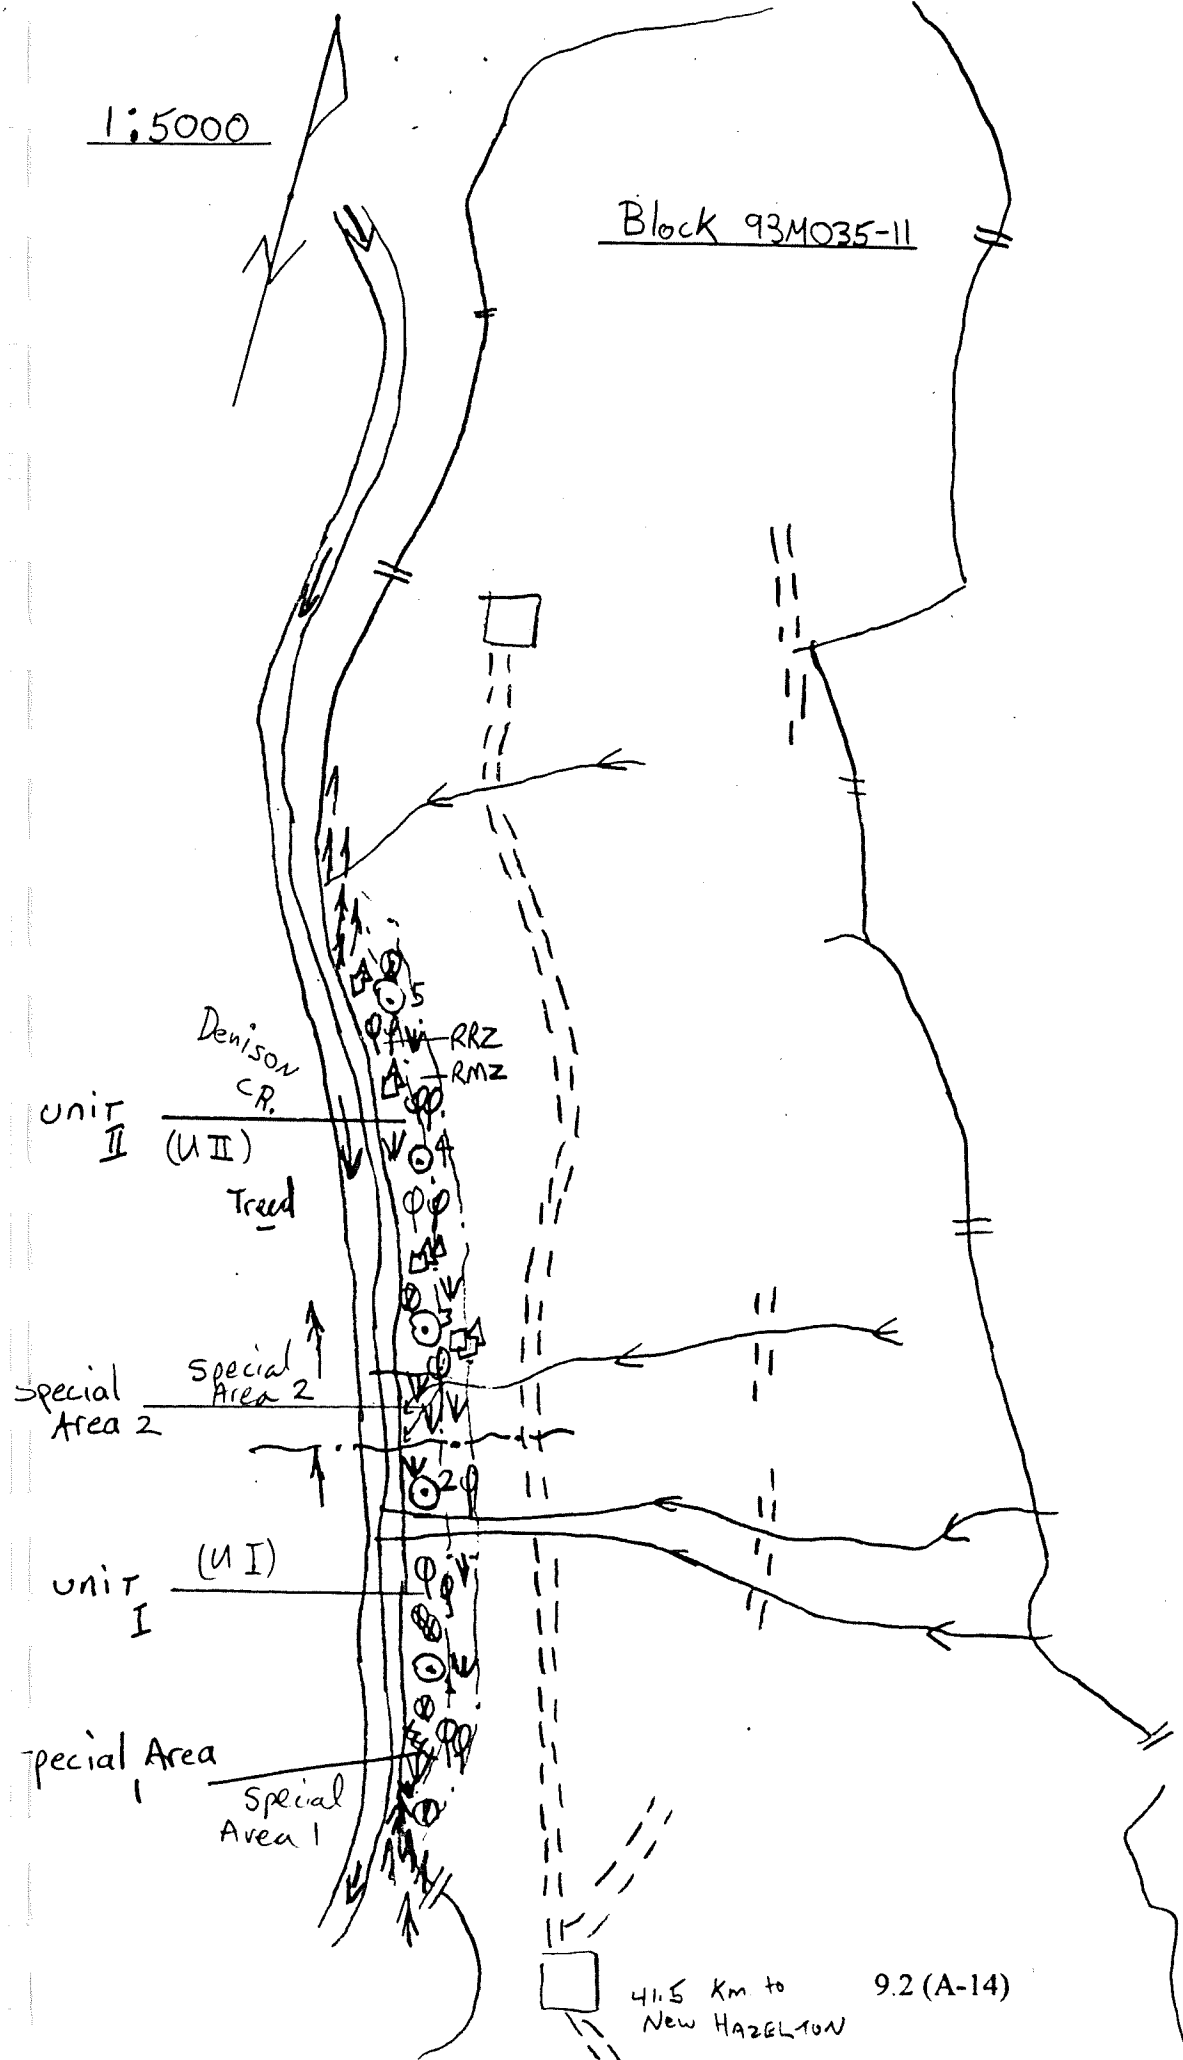 1:5000
Block 93M035-11
5
RRZ
RMZ
Denison
CR.
Unit
II
(U II)
4
Treed
3
Special
Area 2
Special
Area 2
2
(U I)
Unit
I
pecial Area
1
Special
Area 1
41.5 Km to
New HAZELTON
9.2 (A-14)